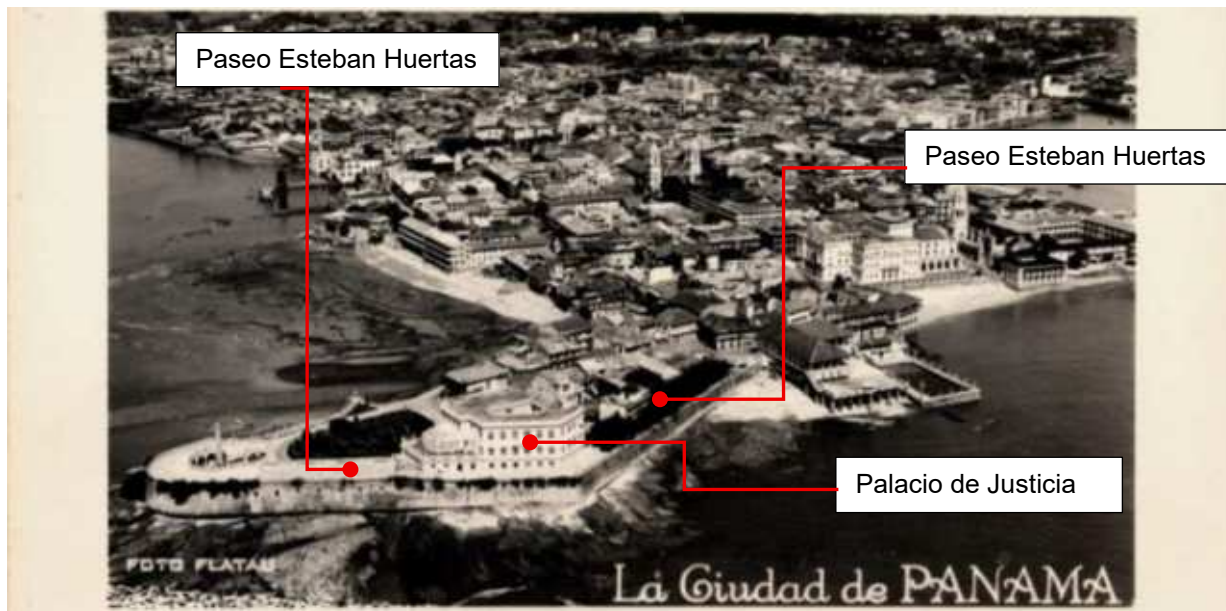 Paseo Esteban Huertas
Paseo Esteban Huertas
Palacio de Justicia
FOTO FLATAU
La Ciudad de PANAMA